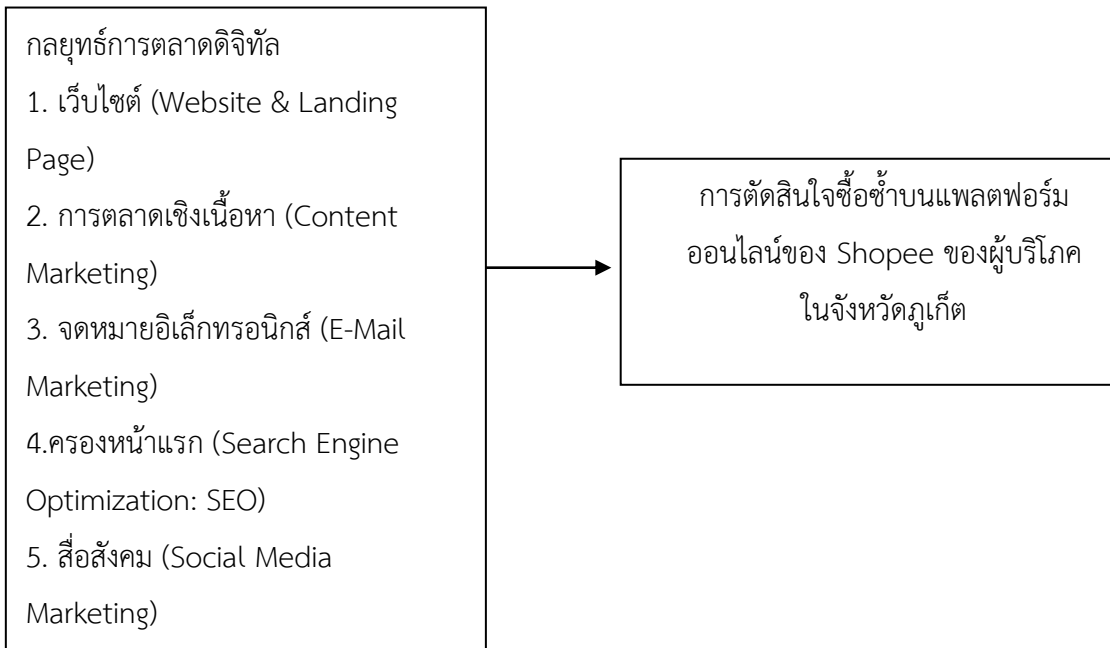 กลยุทธ์การตลาดดิจิทัล
1. เว็บไซต์ (Website & Landing
Page)
2. การตลาดเชิงเนื้อหา (Content
Marketing)
3. จดหมายอิเล็กทรอนิกส์ (E-Mail
Marketing)
4.ครองหน้าแรก (Search Engine
Optimization: SEO)
5. สื่อสังคม (Social Media
Marketing)
การตัดสินใจซื้อซ้ำบนแพลตฟอร์ม
ออนไลน์ของ Shopee ของผู้บริโภค
ในจังหวัดภูเก็ต